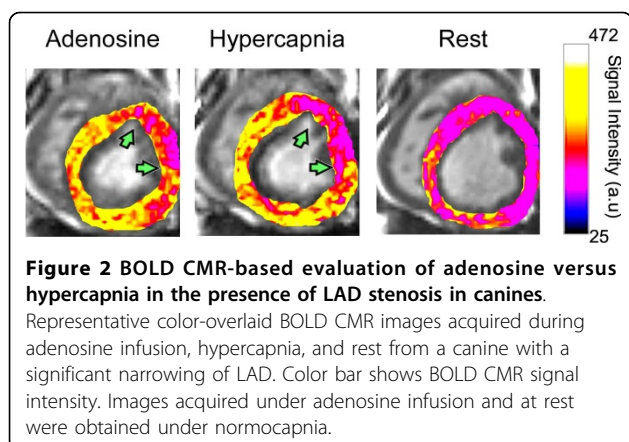 Adenosine Hypercapnia Rest
472
Signal Intensity (a.u)
25
Figure 2 BOLD CMR-based evaluation of adenosine versus
hypercapnia in the presence of LAD stenosis in canines.
Representative color-overlaid BOLD CMR images acquired during
adenosine infusion, hypercapnia, and rest from a canine with a
significant narrowing of LAD. Color bar shows BOLD CMR signal
intensity. Images acquired under adenosine infusion and at rest
were obtained under normocapnia.